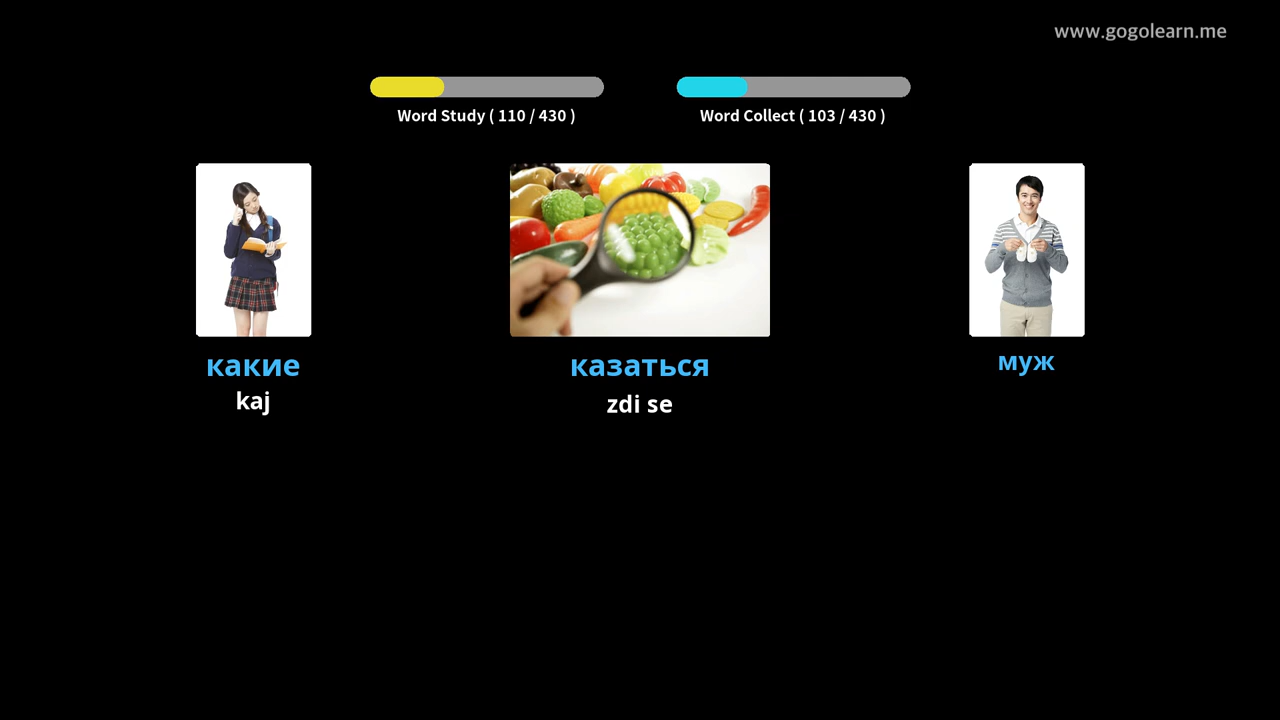 www.gogolearn.me
Word Study ( 110 / 430 )
Word Collect ( 103 / 430 )
какие
казаться
муж
kaj
zdi se